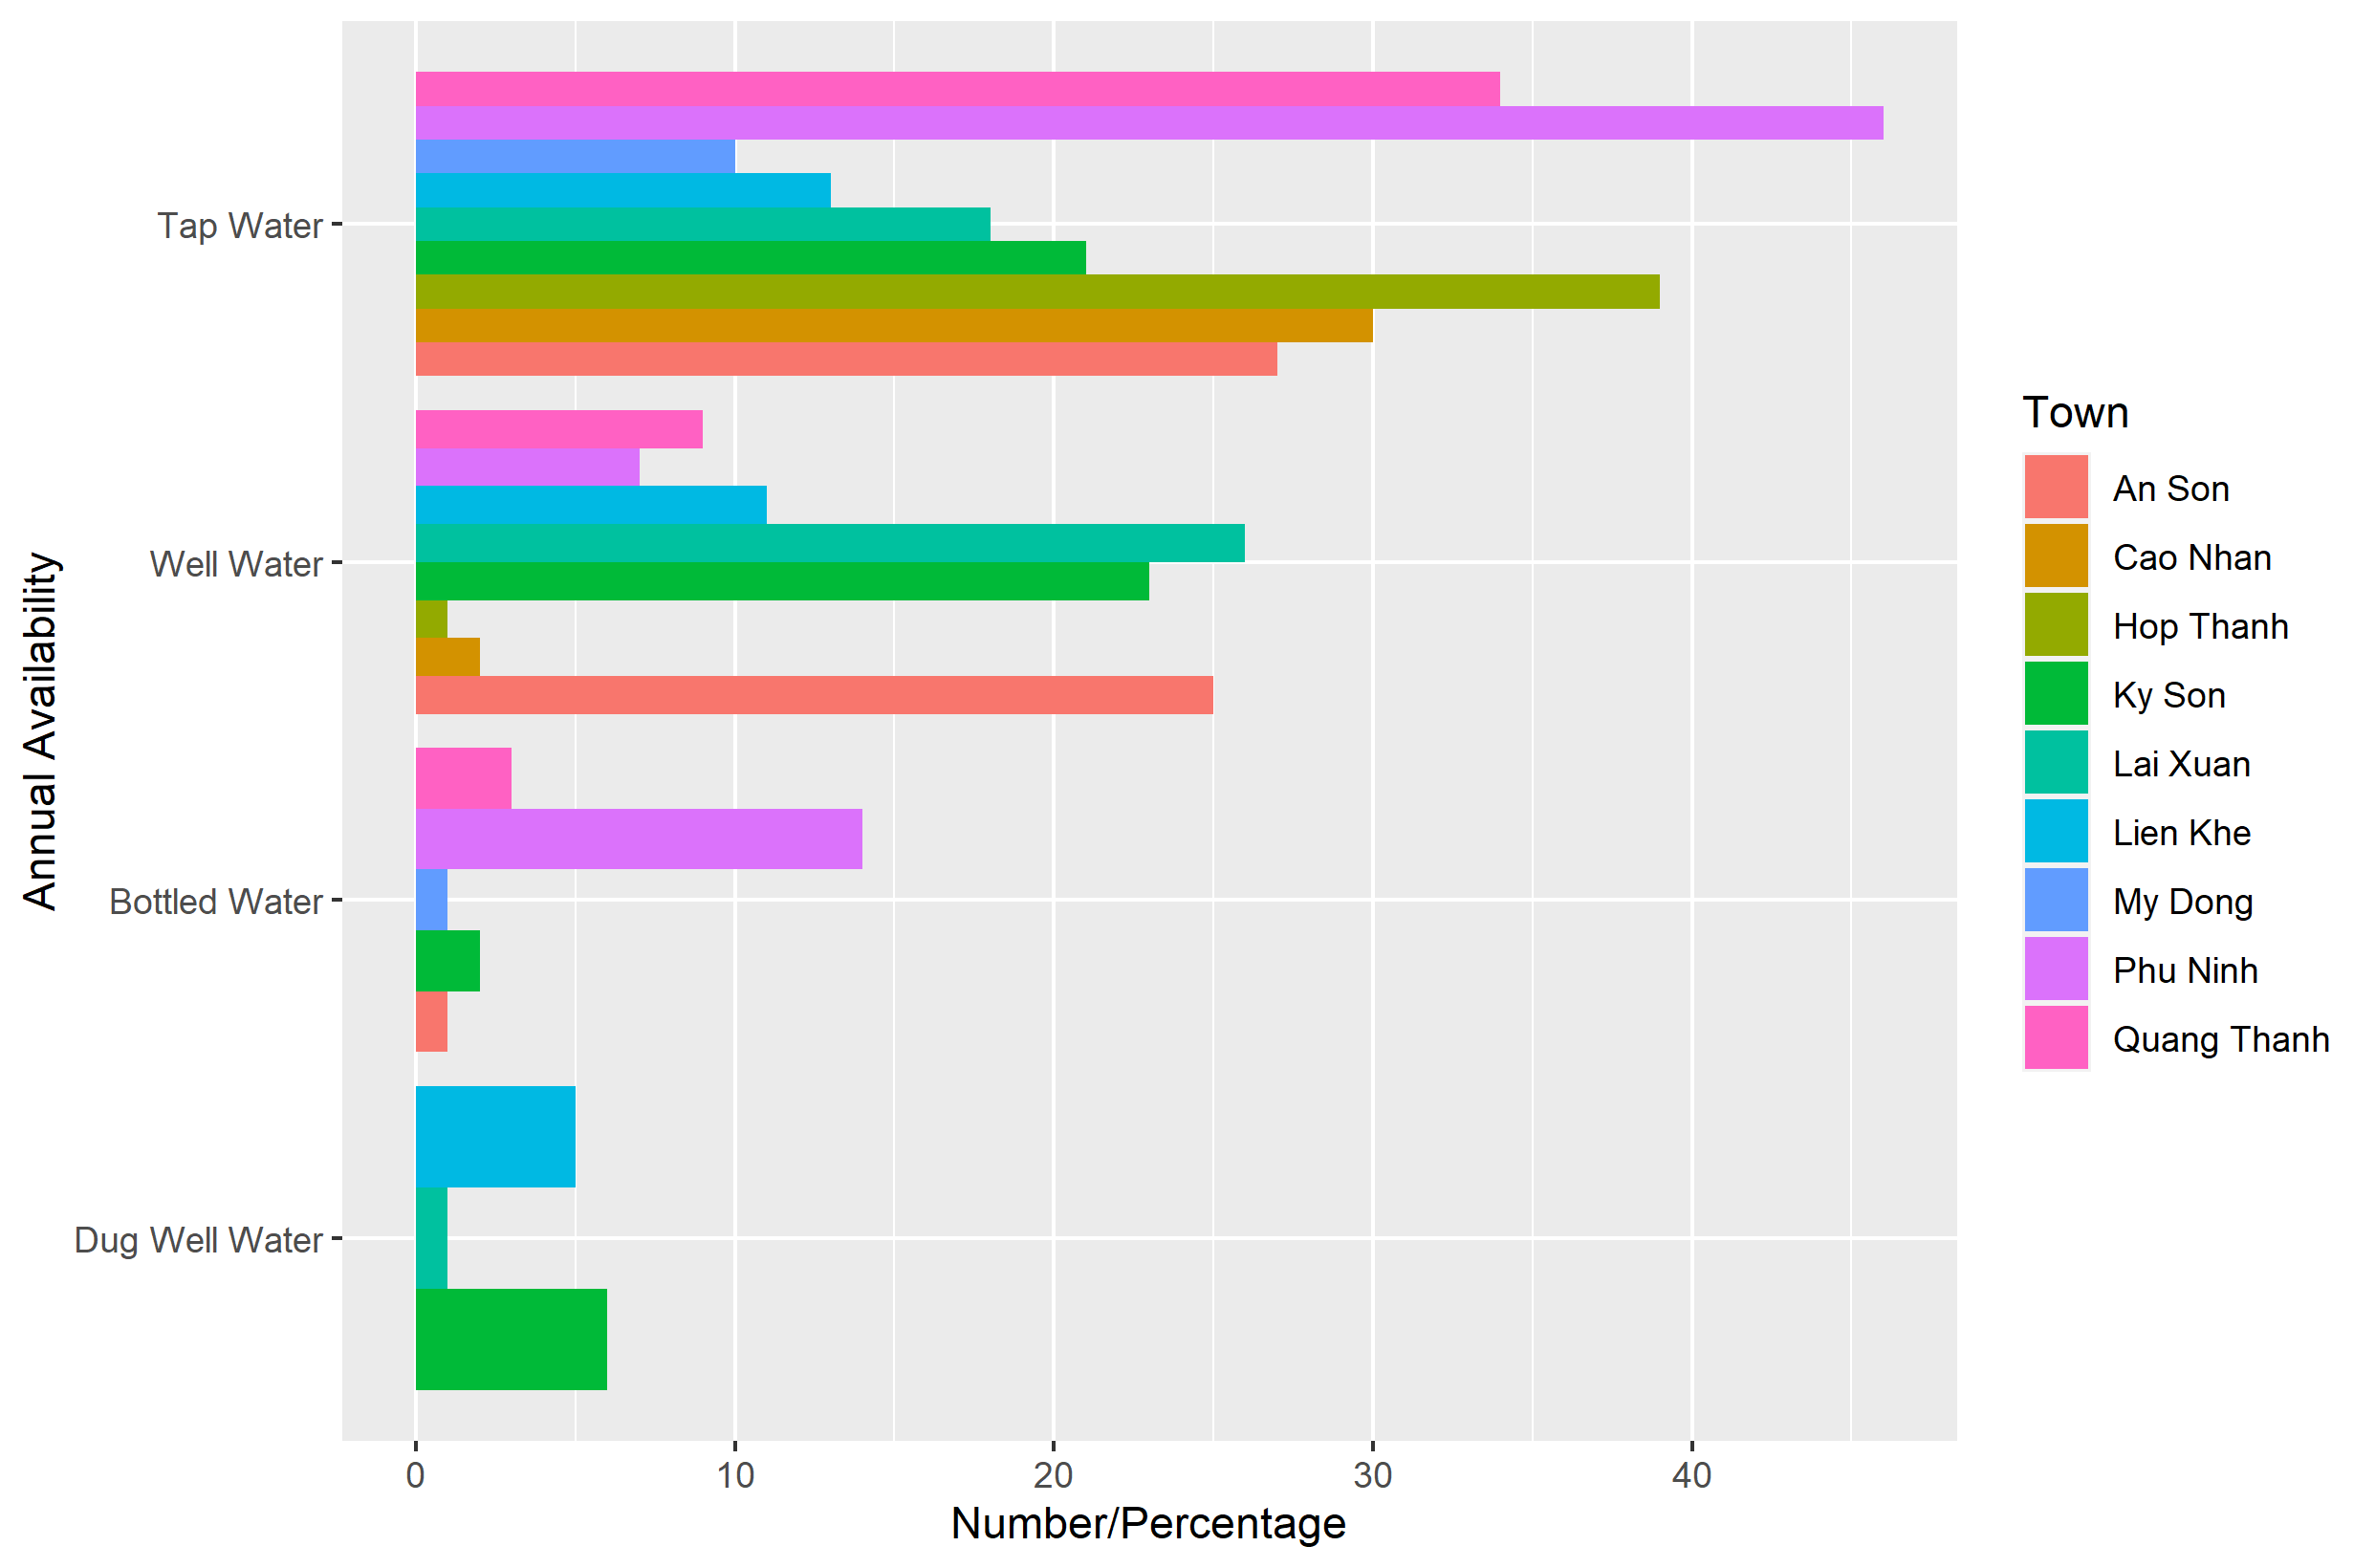 Annual Availability
Tap Water
Well Water
Bottled Water
Dug Well Water
0 10 20 30 40
Number/Percentage
Town
An Son
Cao Nhan
Hop Thanh
Ky Son
Lai Xuan
Lien Khe
My Dong
Phu Ninh
Quang Thanh